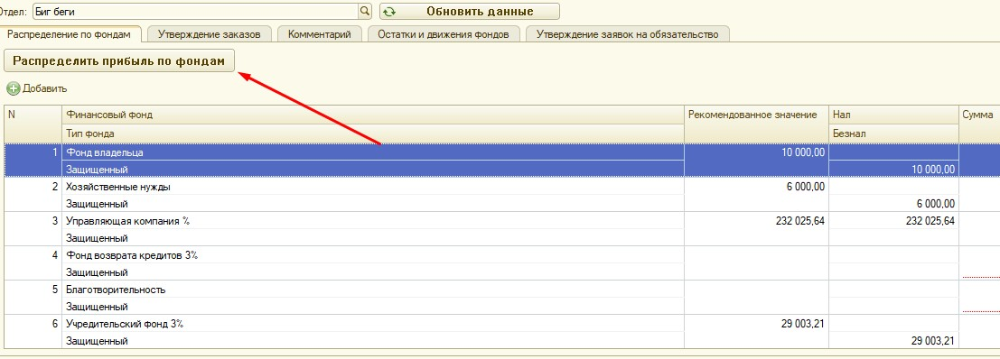 Отдел: Биг беги Обновить данные
Распределение по фондам Утверждение заказов Комментарий Остатки и движения фондов Утверждение заявок на обязательство
Распределить прибыль по фондам
Добавить
N Финансовый фонд Рекомендованное значение Нал Сумма
Тип фонда Безнал
1 Фонд владельца 10 000,00
Защищенный 10 000,00
2 Хозяйственные нужды 6 000,00
Защищенный 6 000,00
3 Управляющая компания % 232 025,64 232 025,64
Защищенный
4 Фонд возврата кредитов 3%
Защищенный
5 Благотворительность
Защищенный
6 Учредительский фонд 3% 29 003,21
Защищенный 29 003,21